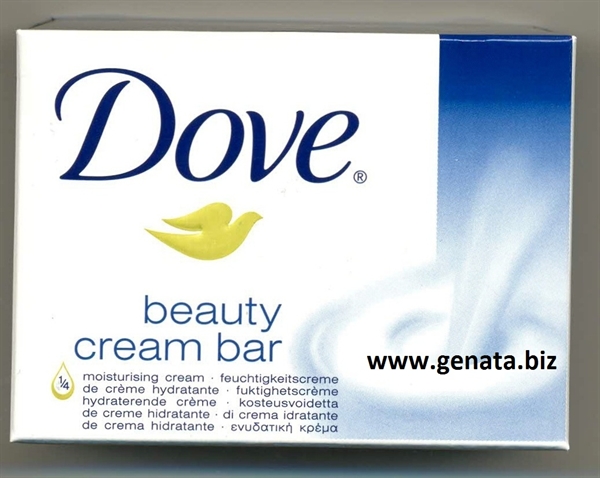 Dove®
beauty
cream bar
1/4
moisturising cream · feuchtigkeitscreme
de crème hydratante · fuktighetscrème
hydraterende crème · kosteusvoidetta
de creme hidratante · di crema idratante
de crema hidratante · ενυδατική κρέμα
www.genata.biz